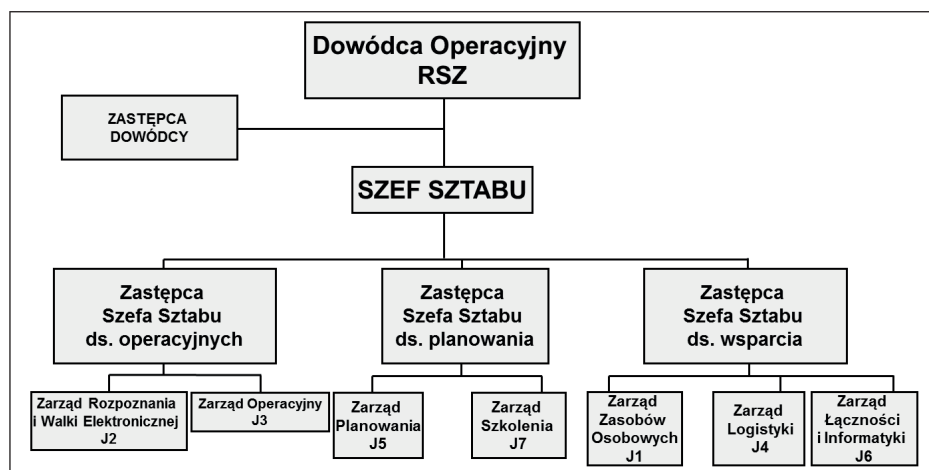 Dowódca Operacyjny
RSZ
ZASTĘPCA
DOWÓDCY
SZEF SZTABU
Zastępca
Szefa Sztabu
ds. operacyjnych
Zastępca
Szefa Sztabu
ds. planowania
Zastępca
Szefa Sztabu
ds. wsparcia
Zarząd Rozpoznania
i Walki Elektronicznej
J2
Zarząd Operacyjny
J3
Zarząd
Planowania
J5
Zarząd
Szkolenia
J7
Zarząd
Zasobów
Osobowych
J1
Zarząd
Logistyki
J4
Zarząd
Łączności
i Informatyki
J6